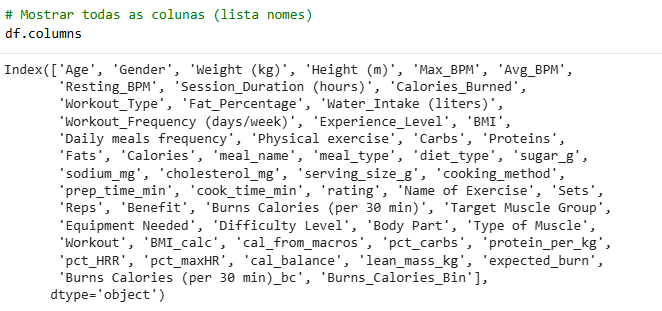 # Mostrar todas as colunas (lista nomes)
df.columns
Index(['Age', 'Gender', 'Weight (kg)', 'Height (m)', 'Max_BPM', 'Avg_BPM',
'Resting_BPM', 'Session_Duration (hours)', 'Calories_Burned',
'Workout_Type', 'Fat_Percentage', 'Water_Intake (liters)',
'Workout_Frequency (days/week)', 'Experience_Level', 'BMI',
'Daily meals frequency', 'Physical exercise', 'Carbs', 'Proteins',
'Fats', 'Calories', 'meal_name', 'meal_type', 'diet_type', 'sugar_g',
'sodium_mg', 'cholesterol_mg', 'serving_size_g', 'cooking_method',
'prep_time_min', 'cook_time_min', 'rating', 'Name of Exercise', 'Sets',
'Reps', 'Benefit', 'Burns Calories (per 30 min)', 'Target Muscle Group',
'Equipment Needed', 'Difficulty Level', 'Body Part', 'Type of Muscle',
'Workout', 'BMI_calc', 'cal_from_macros', 'pct_carbs', 'protein_per_kg',
'pct_HRR', 'pct_maxHR', 'cal_balance', 'lean_mass_kg', 'expected_burn',
'Burns Calories (per 30 min)_bc', 'Burns_Calories_Bin'],
dtype='object')